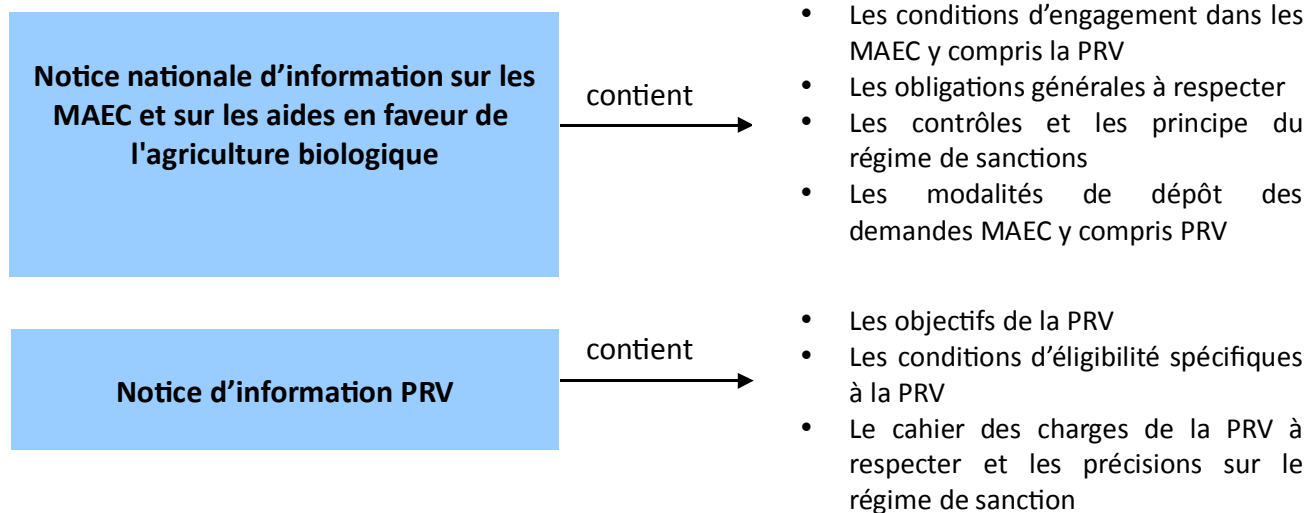 Notice nationale d’information sur les
MAEC et sur les aides en faveur de
l'agriculture biologique
contient
• Les conditions d’engagement dans les
MAEC y compris la PRV
• Les obligations générales à respecter
• Les contrôles et les principe du
régime de sanctions
• Les modalités de dépôt des
demandes MAEC y compris PRV
Notice d’information PRV
contient
• Les objectifs de la PRV
• Les conditions d’éligibilité spécifiques
à la PRV
• Le cahier des charges de la PRV à
respecter et les précisions sur le
régime de sanction